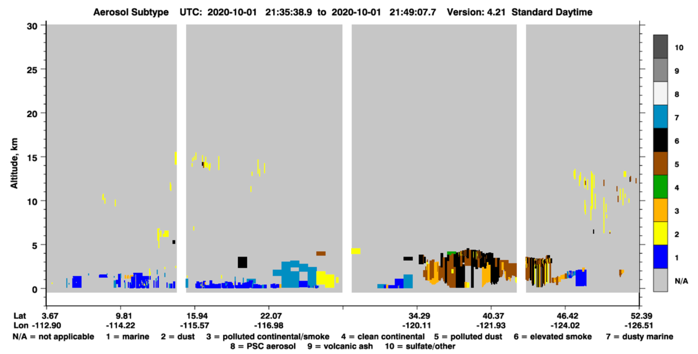 Aerosol Subtype UTC: 2020-10-01 21:35:38.9 to 2020-10-01 21:49:07.7 Version: 4.21 Standard Daytime
Altitude, km
30
25
20
15
10
5
0
10
9
8
7
6
5
4
3
2
1
N/A
Lat 3.67 9.81 15.94 22.07 34.29 40.37 46.42 52.39
Lon -112.90 -114.22 -115.57 -116.98 -120.11 -121.93 -124.02 -126.51
N/A = not applicable 1 = marine 2 = dust 3 = polluted continental/smoke 4 = clean continental 5 = polluted dust 6 = elevated smoke 7 = dusty marine
8 = PSC aerosol 9 = volcanic ash 10 = sulfate/other